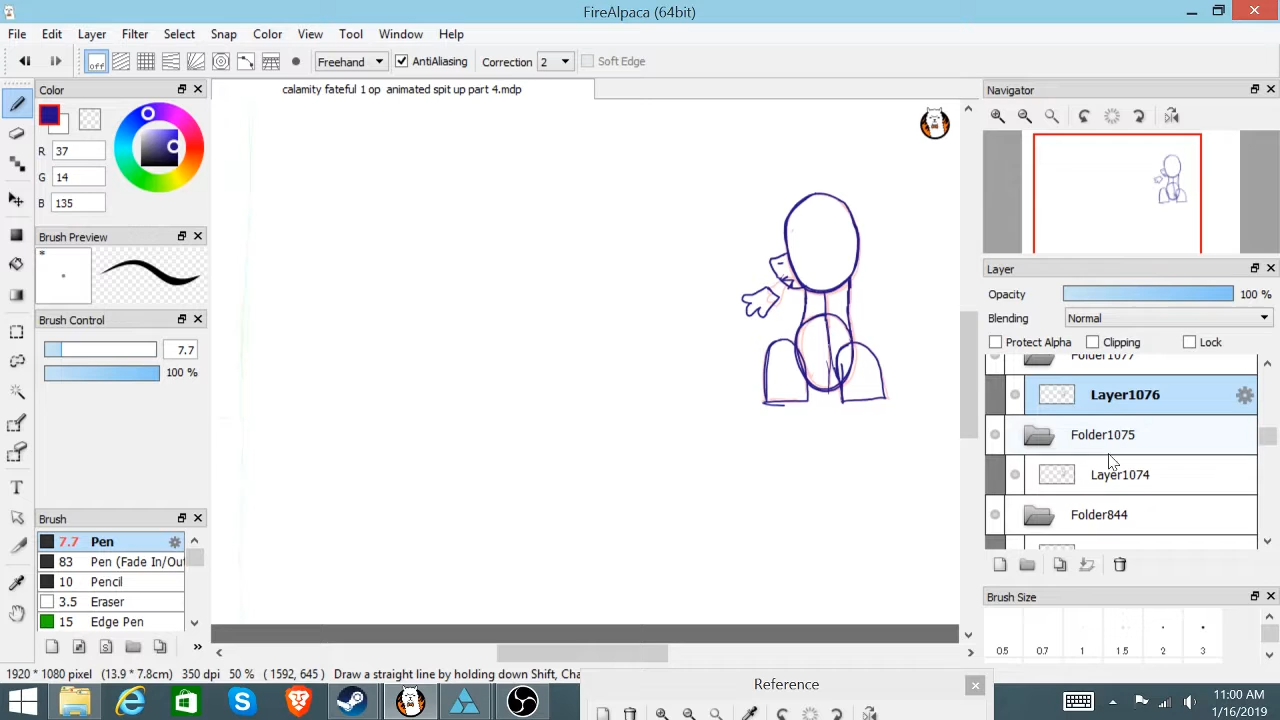 FireAlpaca (64bit)
File Edit Layer Filter Select Snap Color View Tool Window Help
off Freehand AntiAliasing Correction 2 Soft Edge
Color
calamity fateful 1 op animated spit up part 4.mdp
Navigator
R 37
G 14
B 135
Brush Preview
*
Layer
Opacity 100 %
Blending Normal
Protect Alpha Clipping Lock
Brush Control
7.7
100 %
Folder1077
Layer1076
Folder1075
Layer1074
Folder844
Brush
7.7 Pen
83 Pen (Fade In/Out
10 Pencil
3.5 Eraser
15 Edge Pen
Brush Size
0.5 0.7 1 1.5 2 3
1920 * 1080 pixel (13.9 * 7.8cm) 350 dpi 50 % ( 1592, 645 ) Draw a straight line by holding down Shift, Cha
Reference
11:00 AM
1/16/2019